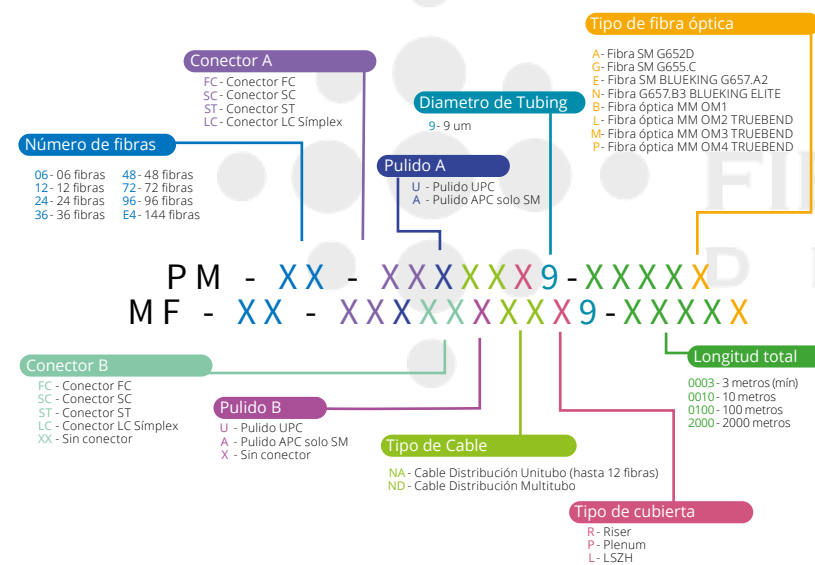 Tipo de fibra óptica
A - Fibra SM G652D
G - Fibra SM G655.C
E - Fibra SM BLUEKING G657.A2
N - Fibra G657.B3 BLUEKING ELITE
B - Fibra óptica MM OM1
L - Fibra óptica MM OM2 TRUEBEND
M - Fibra óptica MM OM3 TRUEBEND
P - Fibra óptica MM OM4 TRUEBEND
Conector A
FC - Conector FC
SC - Conector SC
ST - Conector ST
LC - Conector LC Símplex
Diametro de Tubing
9 - 9 um
Número de fibras
06 - 06 fibras 48 - 48 fibras
12 - 12 fibras 72 - 72 fibras
24 - 24 fibras 96 - 96 fibras
36 - 36 fibras E4 - 144 fibras
Pulido A
U - Pulido UPC
A - Pulido APC solo SM
PM - XX - XXXXXX9-XXXXX
MF - XX - XXXXXXXXX9-XXXXX
Conector B
FC - Conector FC
SC - Conector SC
ST - Conector ST
LC - Conector LC Símplex
XX - Sin conector
Pulido B
U - Pulido UPC
A - Pulido APC solo SM
X - Sin conector
Tipo de Cable
NA - Cable Distribución Unitubo (hasta 12 fibras)
ND - Cable Distribución Multitubo
Longitud total
0003 - 3 metros (mín)
0010 - 10 metros
0100 - 100 metros
2000 - 2000 metros
Tipo de cubierta
R - Riser
P - Plenum
L - LSZH